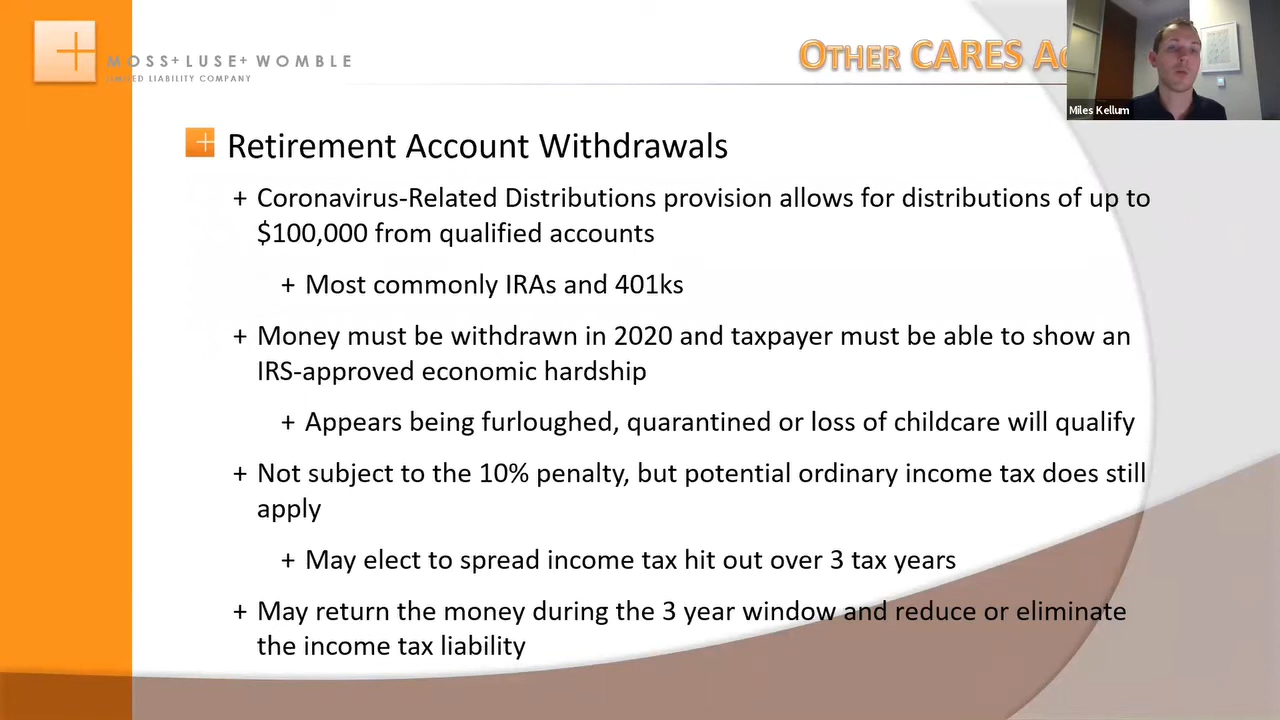 MOSS+LUSE+WOMBLE
LIMITED LIABILITY COMPANY
OTHER CARES
Miles Kellum
Retirement Account Withdrawals
+ Coronavirus-Related Distributions provision allows for distributions of up to
$100,000 from qualified accounts
+ Most commonly IRAs and 401ks
+ Money must be withdrawn in 2020 and taxpayer must be able to show an
IRS-approved economic hardship
+ Appears being furloughed, quarantined or loss of childcare will qualify
+ Not subject to the 10% penalty, but potential ordinary income tax does still
apply
+ May elect to spread income tax hit out over 3 tax years
+ May return the money during the 3 year window and reduce or eliminate
the income tax liability